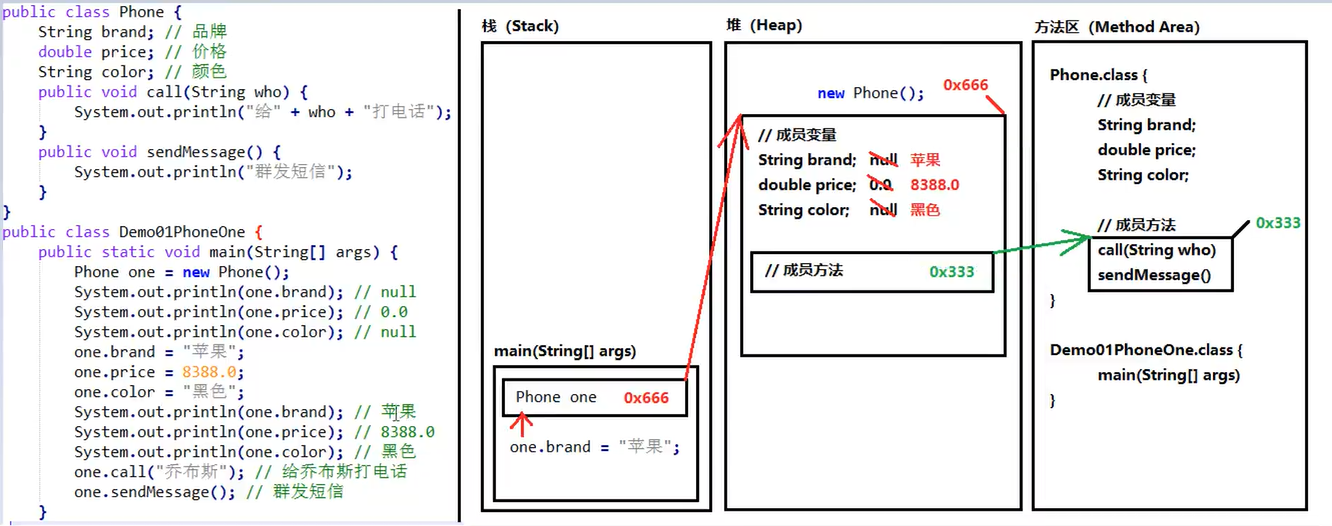 public class Phone {
String brand; // 品牌
double price; // 价格
String color; // 颜色
public void call(String who) {
System.out.println("给" + who + "打电话");
}
public void sendMessage() {
System.out.println("群发短信");
}
}
public class Demo01PhoneOne {
public static void main(String[] args) {
Phone one = new Phone();
System.out.println(one.brand); // null
System.out.println(one.price); // 0.0
System.out.println(one.color); // null
one.brand = "苹果";
one.price = 8388.0;
one.color = "黑色";
System.out.println(one.brand); // 苹果
System.out.println(one.price); // 8388.0
System.out.println(one.color); // 黑色
one.call("乔布斯"); // 给乔布斯打电话
one.sendMessage(); // 群发短信
}
栈（Stack）
main(String[] args)
Phone one 0x666
one.brand = "苹果";
堆（Heap）
new Phone(); 0x666
// 成员变量
String brand; null 苹果
double price; 0.0 8388.0
String color; null 黑色
// 成员方法 0x333
方法区（Method Area）
Phone.class {
// 成员变量
String brand;
double price;
String color;
// 成员方法 0x333
call(String who)
sendMessage()
}
Demo01PhoneOne.class {
main(String[] args)
}